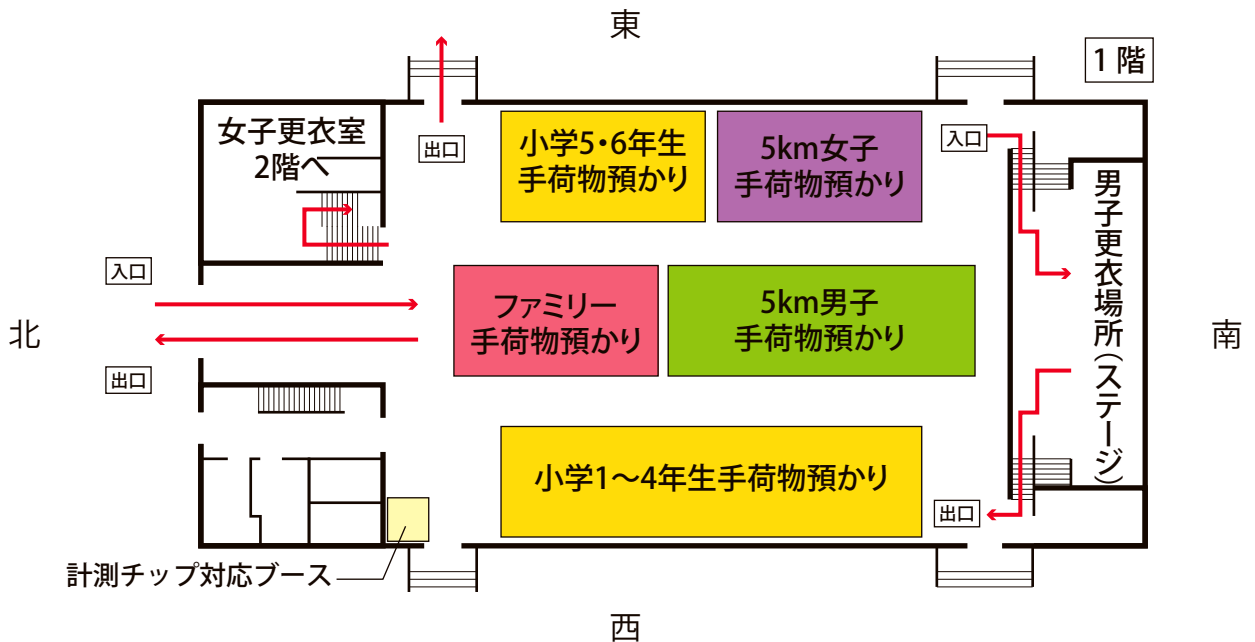 東
1階
女子更衣室
2階へ
出口
小学5・6年生
手荷物預かり
5km女子
手荷物預かり
入口
男子更衣場所（ステージ）
入口
北
出口
ファミリー
手荷物預かり
5km男子
手荷物預かり
南
小学1〜4年生手荷物預かり
出口
計測チップ対応ブース
西